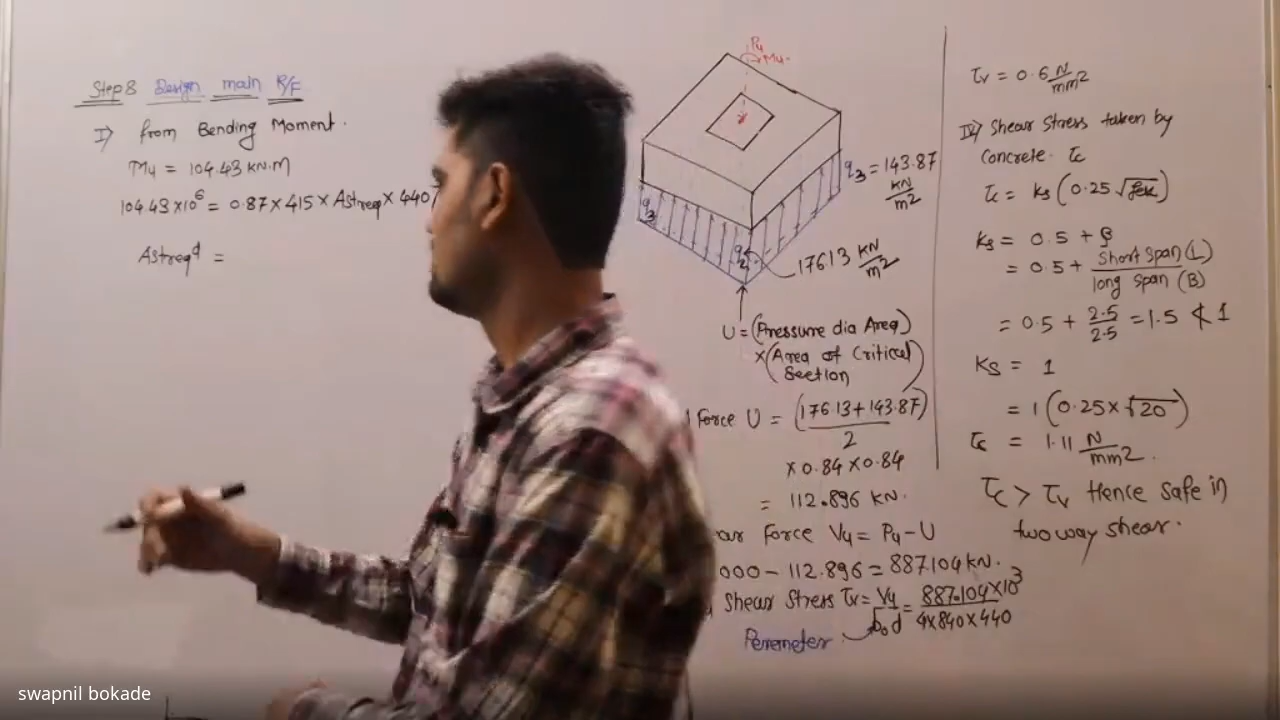 Step 8 Design main R/F
I) from Bending Moment.
Mu = 104.43 KN.M
104.43 × 10⁶ = 0.87 × 415 × Astreq × 440
Astreqd =
Pu
Mu
q3 = 143.87 KN/m2
q3
q2
176.13 KN/m2
U = (Pressure dia Area)
× (Area of Critical Section)
Force U = (176.13 + 143.87)/2
× 0.84 × 0.84
= 112.896 KN.
Force Vu = Pu - U
000 - 112.896 = 887.104 KN.
Shear Stress τv = Vu/bod = 887.104 × 10³/4×840×440
Peremeter
τv = 0.6 N/mm2
IV) Shear Stress taken by
Concrete. τc
τc = Ks (0.25 √fck)
Ks = 0.5 + β
= 0.5 + Short Span (L)/long Span (B)
= 0.5 + 2.5/2.5 = 1.5 ≮ 1
Ks = 1
= 1 (0.25 × √20)
τc = 1.11 N/mm2.
τc > τv Hence Safe in
two way shear.
swapnil bokade